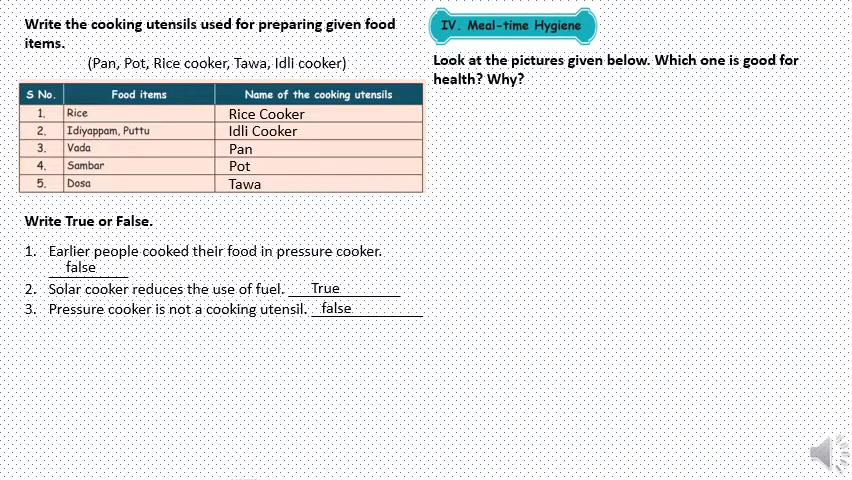 Write the cooking utensils used for preparing given food
items.
(Pan, Pot, Rice cooker, Tawa, Idli cooker)
S No. Food items Name of the cooking utensils
1. Rice Rice Cooker
2. Idiyappam, Puttu Idli Cooker
3. Vada Pan
4. Sambar Pot
5. Dosa Tawa
Write True or False.
1. Earlier people cooked their food in pressure cooker.
false
2. Solar cooker reduces the use of fuel. True
3. Pressure cooker is not a cooking utensil. false
IV. Meal-time Hygiene
Look at the pictures given below. Which one is good for
health? Why?